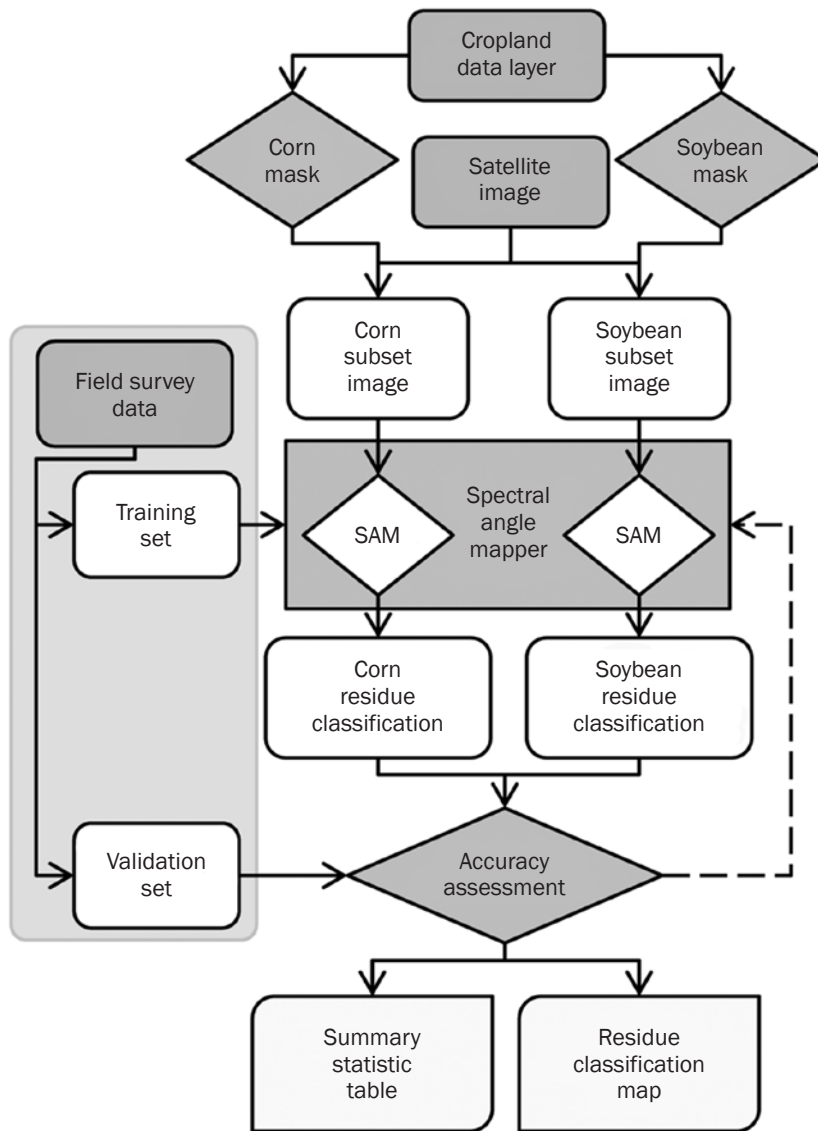 Cropland
data layer
Corn
mask
Satellite
image
Soybean
mask
Corn
subset
image
Soybean
subset
image
Field survey
data
Training
set
SAM
Spectral
angle
mapper
SAM
Corn
residue
classification
Soybean
residue
classification
Validation
set
Accuracy
assessment
Summary
statistic
table
Residue
classification
map